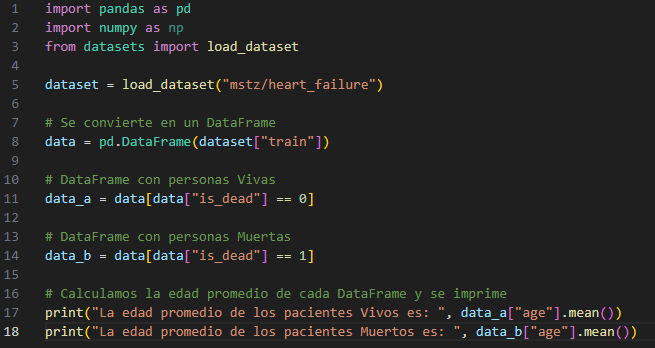 1 import pandas as pd
2 import numpy as np
3 from datasets import load_dataset
4
5 dataset = load_dataset("mstz/heart_failure")
6
7 # Se convierte en un DataFrame
8 data = pd.DataFrame(dataset["train"])
9
10 # DataFrame con personas Vivas
11 data_a = data[data["is_dead"] == 0]
12
13 # DataFrame con personas Muertas
14 data_b = data[data["is_dead"] == 1]
15
16 # Calculamos la edad promedio de cada DataFrame y se imprime
17 print("La edad promedio de los pacientes Vivos es: ", data_a["age"].mean())
18 print("La edad promedio de los pacientes Muertos es: ", data_b["age"].mean())